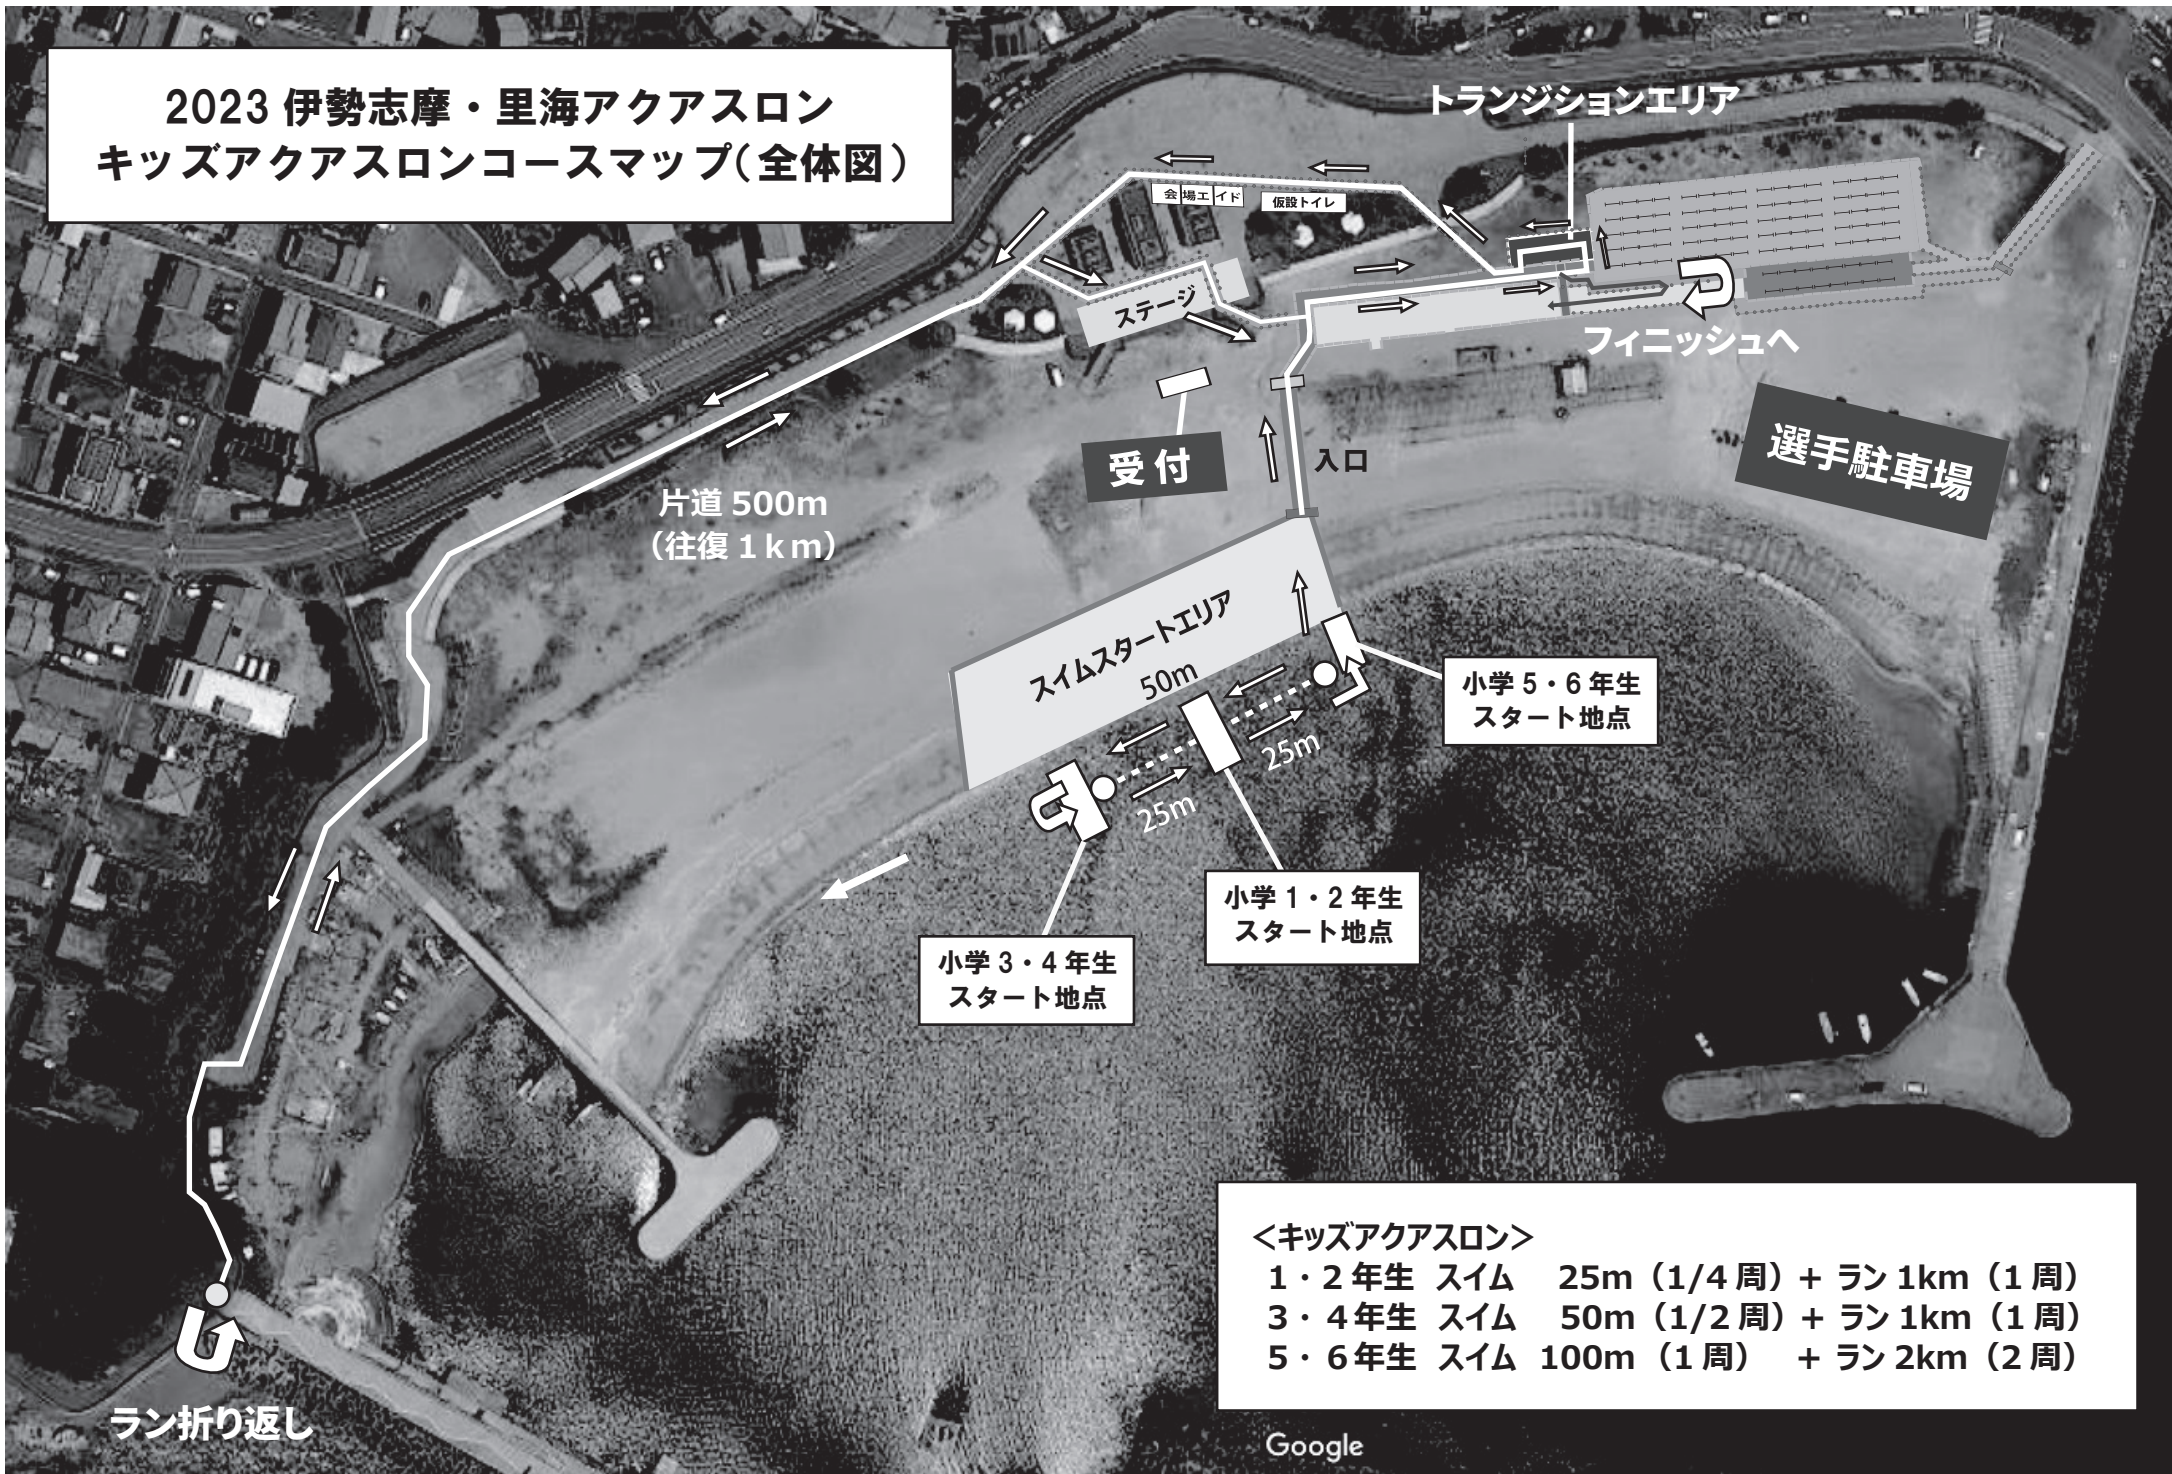 2023 伊勢志摩・里海アクアスロン
キッズアクアスロンコースマップ(全体図)
トランジションエリア
会場エイド
仮設トイレ
ステージ
フィニッシュへ
選手駐車場
受付
入口
片道 500m
（往復 1km）
スイムスタートエリア
50m
25m
25m
小学 5・6 年生
スタート地点
小学 1・2 年生
スタート地点
小学 3・4 年生
スタート地点
ラン折り返し
＜キッズアクアスロン＞
1・2 年生 スイム 25m（1/4 周）+ ラン 1km（1 周）
3・4 年生 スイム 50m（1/2 周）+ ラン 1km（1 周）
5・6 年生 スイム 100m（1 周） + ラン 2km（2 周）
Google